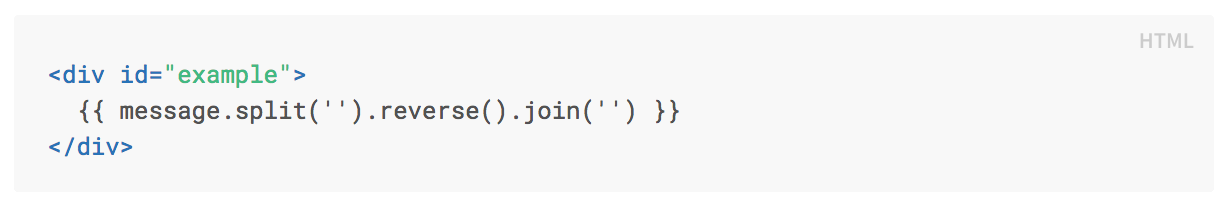 HTML
<div id="example">
  {{ message.split('').reverse().join('') }}
</div>